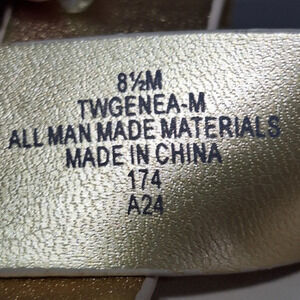 8½M
TWGENEA-M
ALL MAN MADE MATERIALS
MADE IN CHINA
174
A24